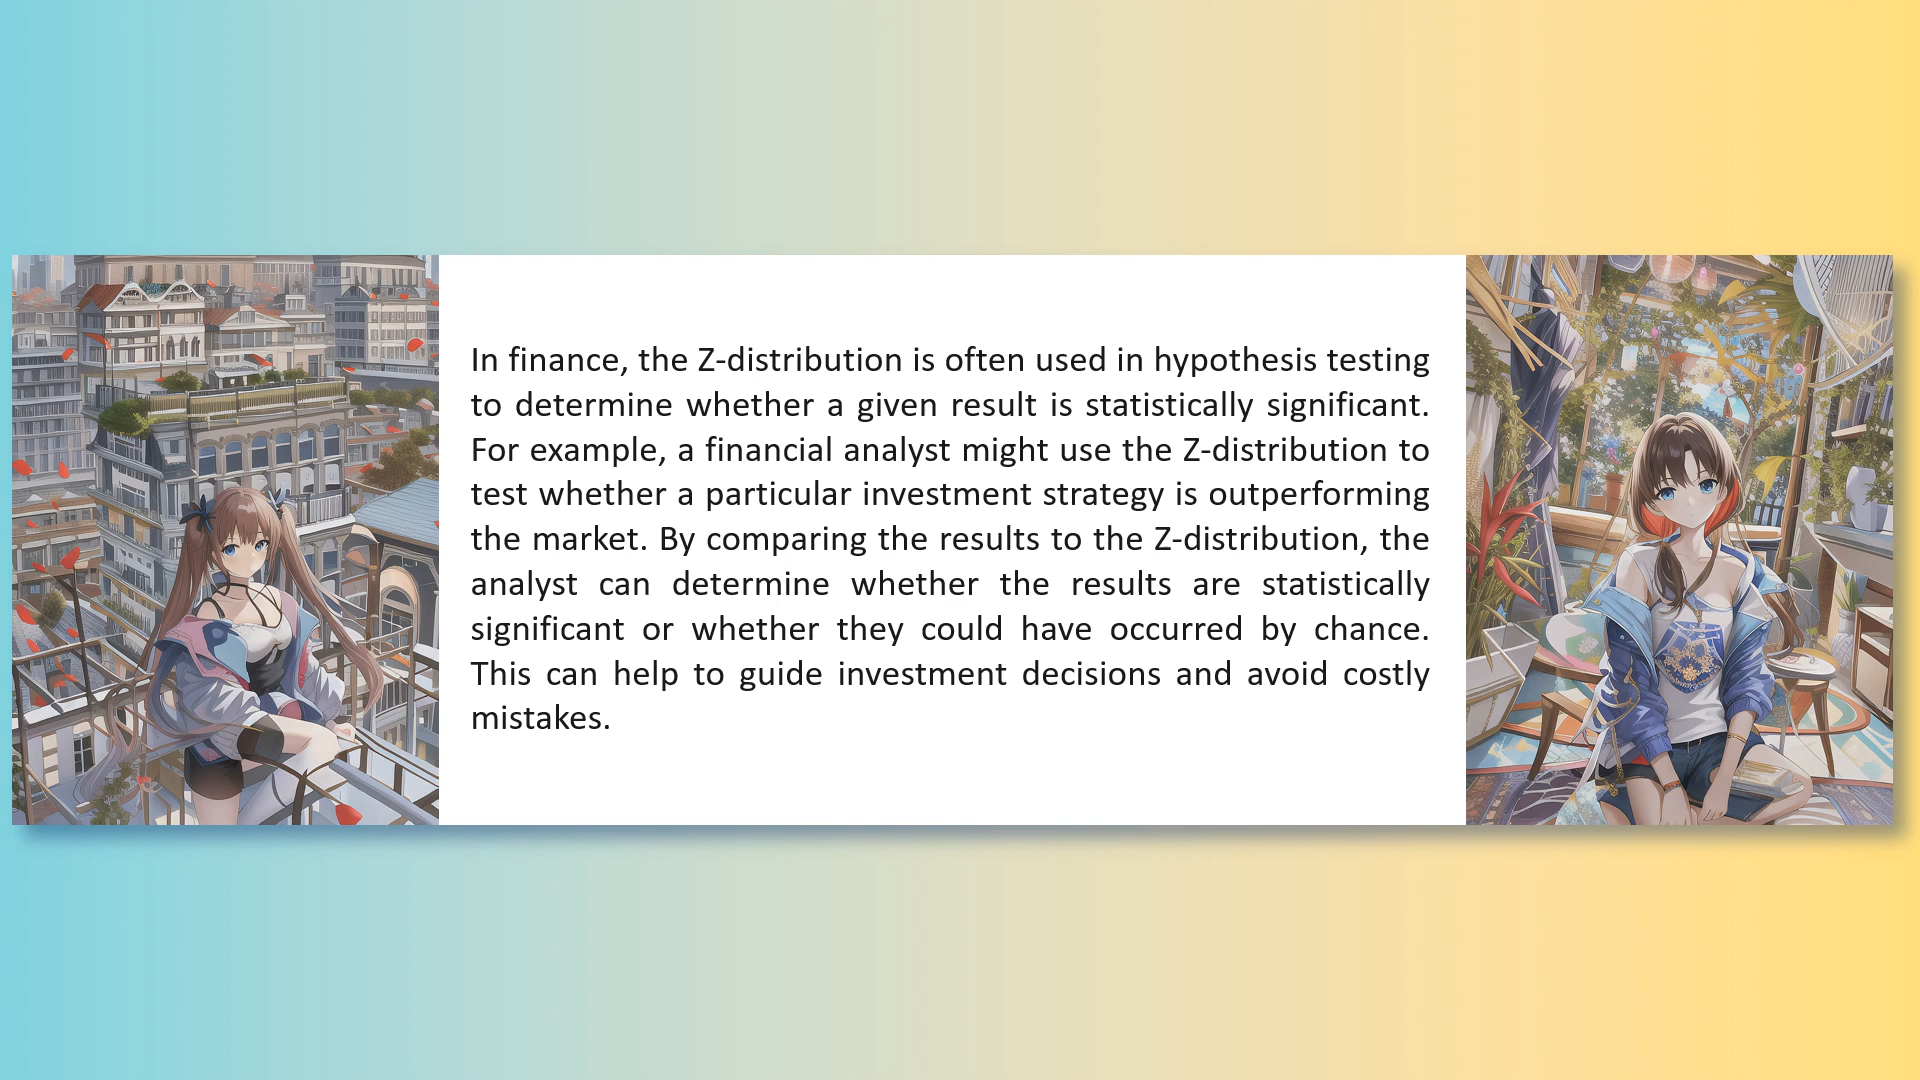 In finance, the Z-distribution is often used in hypothesis testing
to determine whether a given result is statistically significant.
For example, a financial analyst might use the Z-distribution to
test whether a particular investment strategy is outperforming
the market. By comparing the results to the Z-distribution, the
analyst can determine whether the results are statistically
significant or whether they could have occurred by chance.
This can help to guide investment decisions and avoid costly
mistakes.